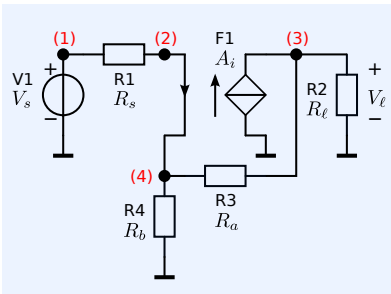 (1)
(2)
(3)
F1
A_i
+
V1
V_s
−
R1
R_s
+
R2
R_ℓ
V_ℓ
−
(4)
R3
R_a
R4
R_b